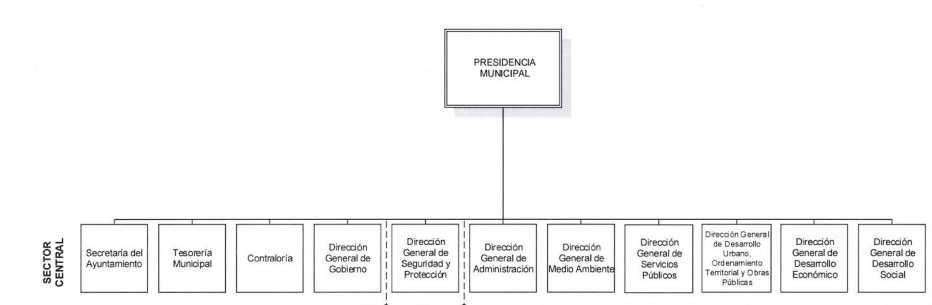 PRESIDENCIA
MUNICIPAL
SECTOR
CENTRAL
Secretaría del
Ayuntamiento
Tesorería
Municipal
Contraloría
Dirección
General de
Gobierno
Dirección
General de
Seguridad y
Protección
Dirección
General de
Administración
Dirección
General de
Medio Ambiente
Dirección
General de
Servicios
Públicos
Dirección General
de Desarrollo
Urbano,
Ordenamiento
Territorial y Obras
Públicas
Dirección
General de
Desarrollo
Económico
Dirección
General de
Desarrollo
Social